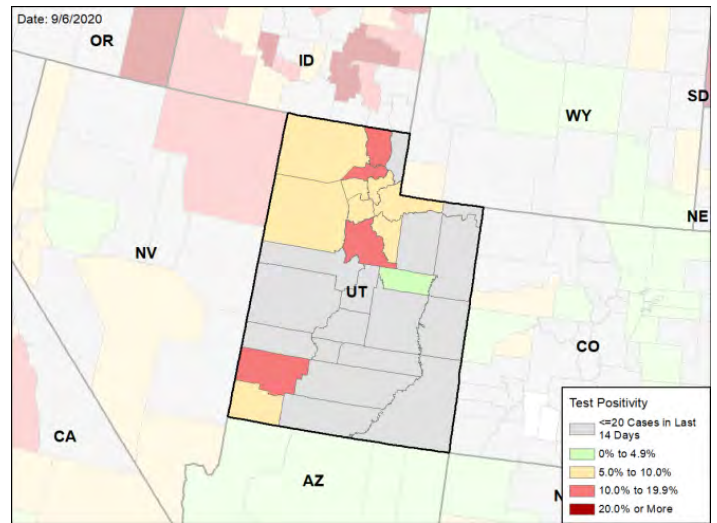 Date: 9/6/2020
OR
ID
WY
SD
NE
NV
UT
CO
CA
AZ
N
Test Positivity
<=20 Cases in Last
14 Days
0% to 4.9%
5.0% to 10.0%
10.0% to 19.9%
20.0% or More